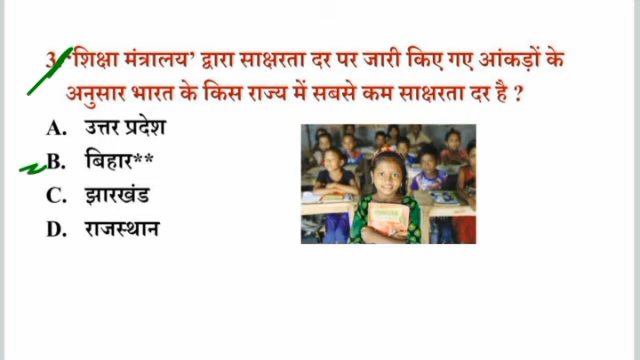 3. 'शिक्षा मंत्रालय' द्वारा साक्षरता दर पर जारी किए गए आंकड़ों के
अनुसार भारत के किस राज्य में सबसे कम साक्षरता दर है ?
A. उत्तर प्रदेश
B. बिहार**
C. झारखंड
D. राजस्थान